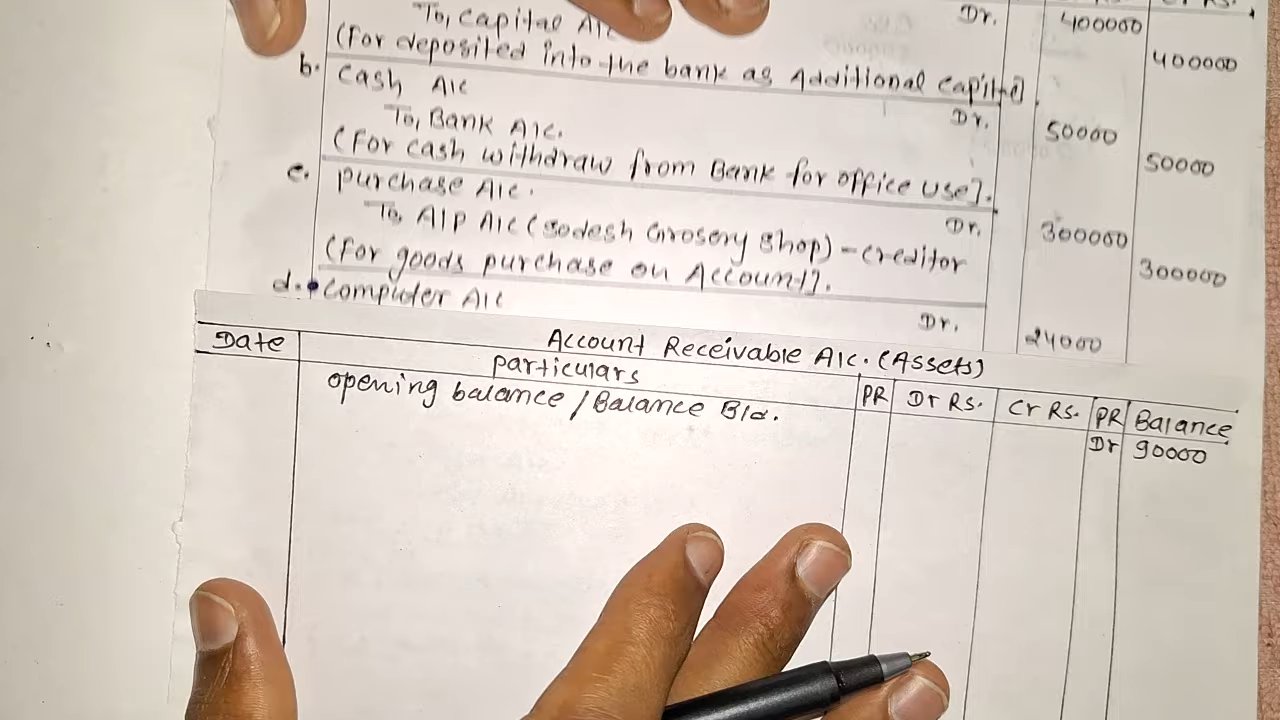 Dr. 400000
To, Capital A/C 400000
(For deposited into the bank as Additional Capital]
b. Cash A/C Dr. 50000
To, Bank A/C. 50000
(For cash withdraw from Bank for office use].
c. purchase A/C. Dr. 300000
To A/P A/C (Sodesh Grosery Shop) - creditor 300000
(For goods purchase on Account].
d. Computer A/C Dr. 24000
Account Receivable A/C. (Assets)
Date particulars PR Dr Rs. Cr Rs. PR Balance
opening balance / Balance B/d. Dr 90000